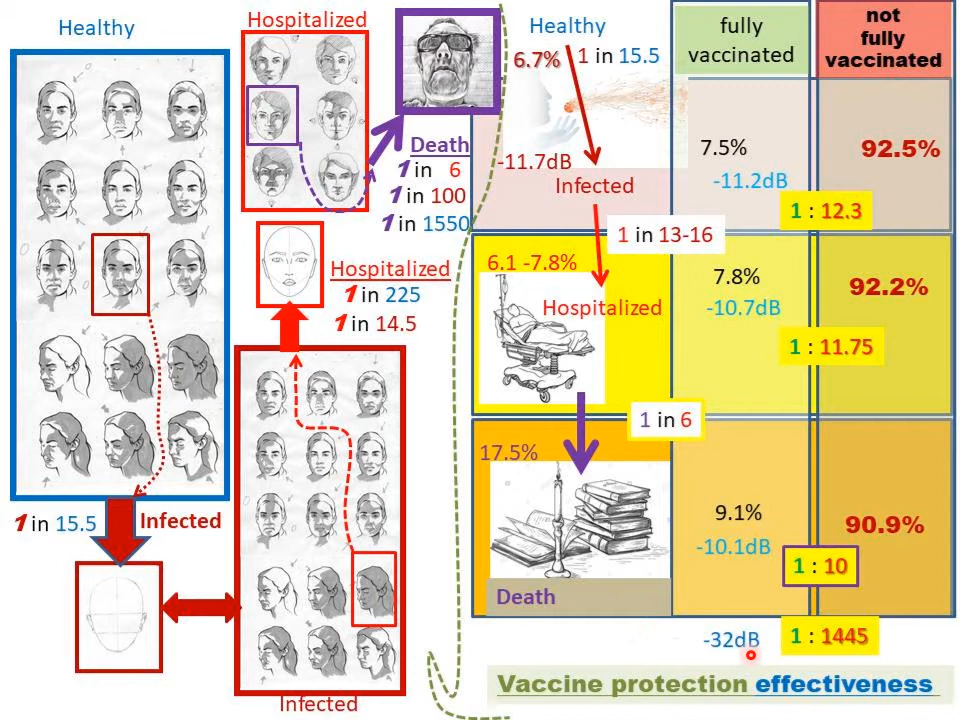 Healthy
1 in 15.5
Infected
Infected
Hospitalized
1 in 225
1 in 14.5
Hospitalized
Death
1 in 6
1 in 100
1 in 1550
Healthy
6.7%
1 in 15.5
-11.7dB
Infected
1 in 13-16
6.1 -7.8%
Hospitalized
1 in 6
17.5%
Death
fully
vaccinated
not
fully
vaccinated
7.5%
92.5%
-11.2dB
1 : 12.3
7.8%
92.2%
-10.7dB
1 : 11.75
9.1%
90.9%
-10.1dB
1 : 10
-32dB
1 : 1445
Vaccine protection effectiveness